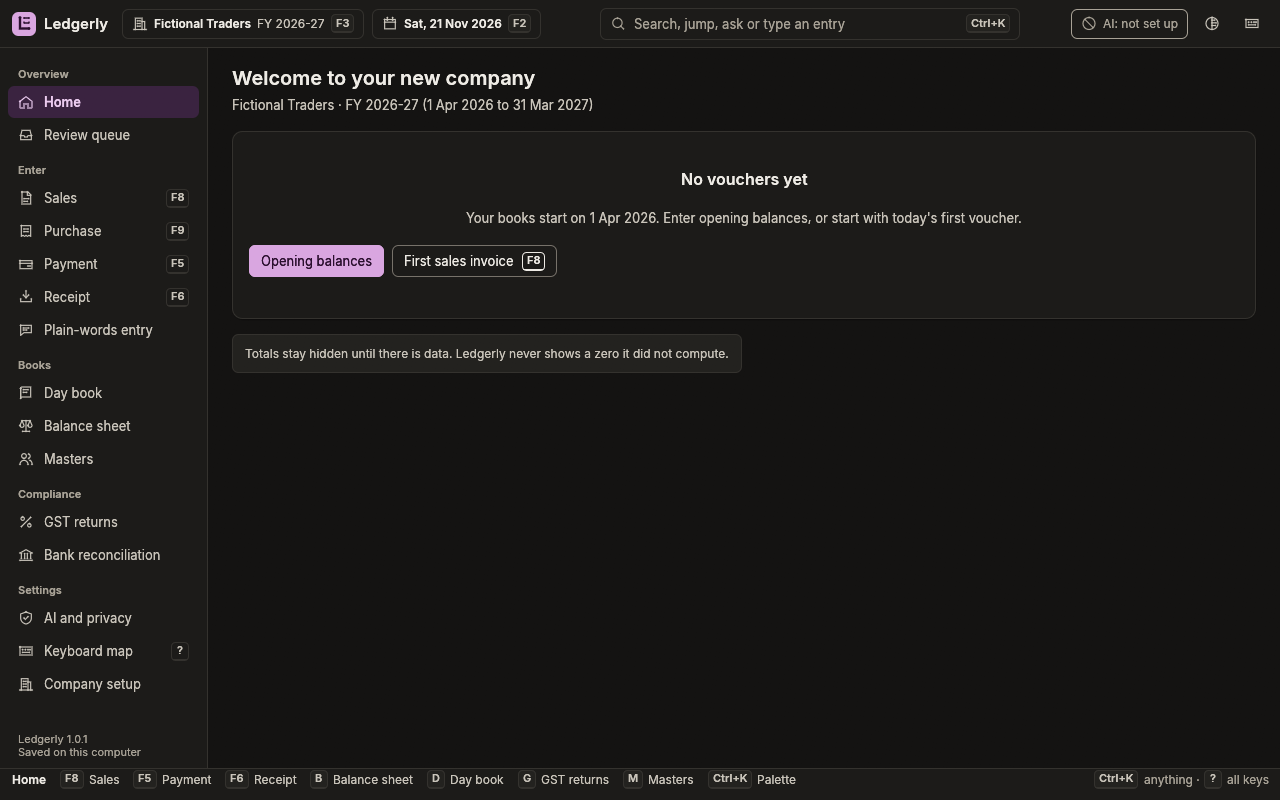 Ledgerly
Fictional Traders FY 2026-27 F3
Sat, 21 Nov 2026 F2
Search, jump, ask or type an entry Ctrl+K
AI: not set up
Overview
Home
Review queue
Enter
Sales F8
Purchase F9
Payment F5
Receipt F6
Plain-words entry
Books
Day book
Balance sheet
Masters
Compliance
GST returns
Bank reconciliation
Settings
AI and privacy
Keyboard map ?
Company setup
Ledgerly 1.0.1
Saved on this computer
Welcome to your new company
Fictional Traders · FY 2026-27 (1 Apr 2026 to 31 Mar 2027)
No vouchers yet
Your books start on 1 Apr 2026. Enter opening balances, or start with today's first voucher.
Opening balances
First sales invoice F8
Totals stay hidden until there is data. Ledgerly never shows a zero it did not compute.
Home F8 Sales F5 Payment F6 Receipt B Balance sheet D Day book G GST returns M Masters Ctrl+K Palette
Ctrl+K anything · ? all keys